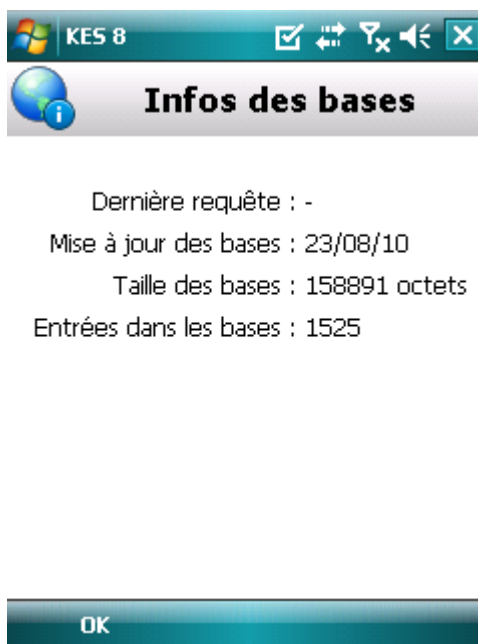 KES 8
Infos des bases
Dernière requête : -
Mise à jour des bases : 23/08/10
Taille des bases : 158891 octets
Entrées dans les bases : 1525
OK